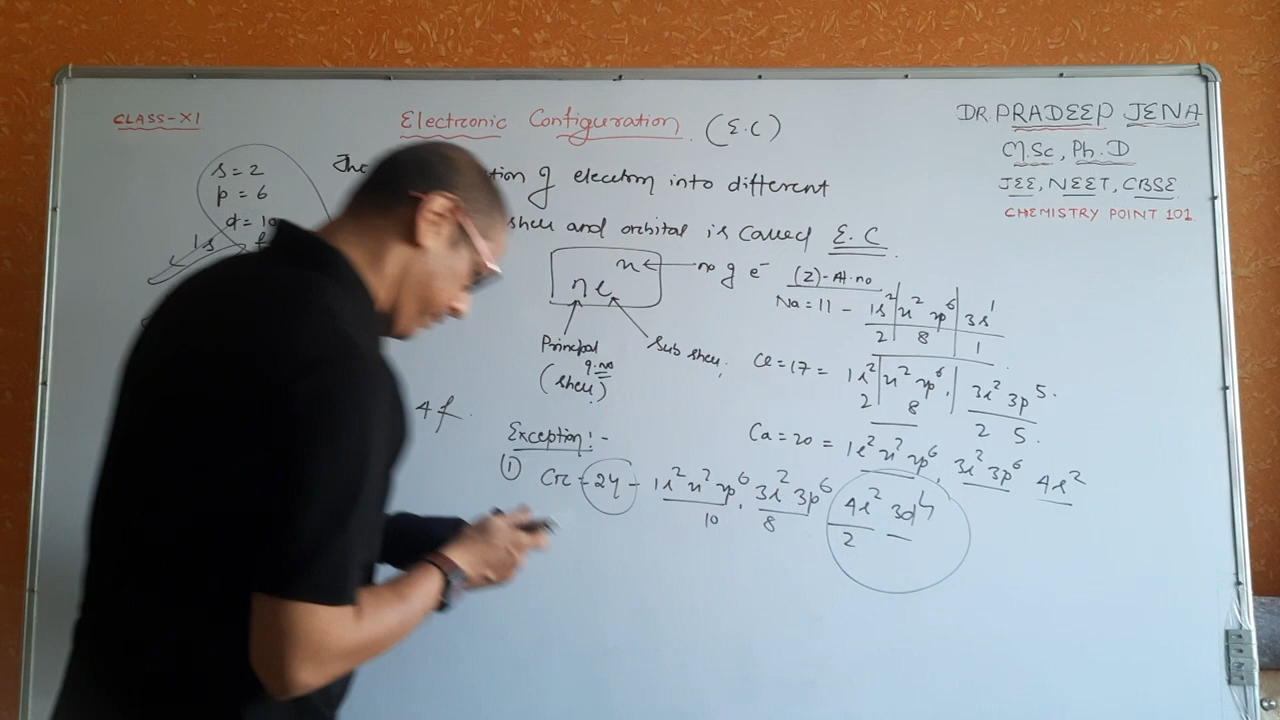 CLASS-XI
Electronic Configuration. (E.C)
DR. PRADEEP JENA
M.Sc, Ph.D
JEE, NEET, CBSE
CHEMISTRY POINT 101
s = 2
p = 6
d = 10
1s
The tion of electron into different
shell and orbital is called E.C.
nlˣ ← no of e⁻
Principal q.no
(shell)
Sub shell
(Z)-At.no
Na = 11 - 1s² 2s² 2p⁶ 3s¹
2 8 1
Cl = 17 = 1s² 2s² 2p⁶ 3s² 3p⁵
2 8 2 5
4f
Ca = 20 = 1s² 2s² 2p⁶ 3s² 3p⁶ 4s²
Exception! -
① Cr - 24 - 1s² 2s² 2p⁶ 3s² 3p⁶ 4s² 3d⁴
10 8 2